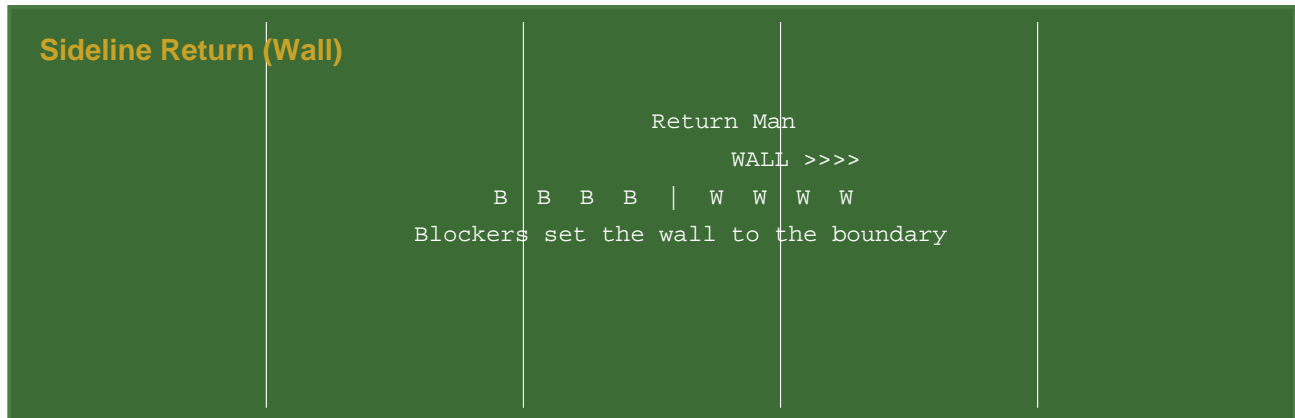 Sideline Return (Wall)
Return Man
WALL >>>>
B B B B | W W W W
Blockers set the wall to the boundary